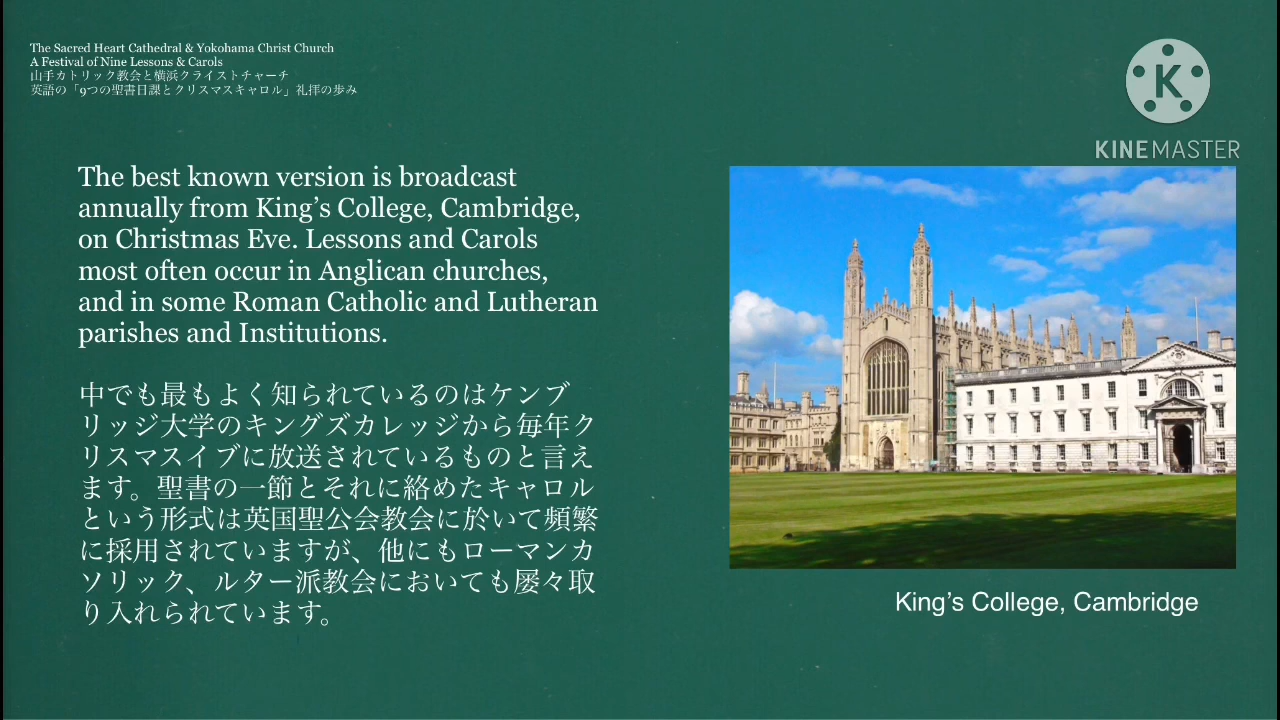 The Sacred Heart Cathedral & Yokohama Christ Church
A Festival of Nine Lessons & Carols
山手カトリック教会と横浜クライストチャーチ
英語の「9つの聖書日課とクリスマスキャロル」礼拝の歩み
K
KINEMASTER
The best known version is broadcast
annually from King’s College, Cambridge,
on Christmas Eve. Lessons and Carols
most often occur in Anglican churches,
and in some Roman Catholic and Lutheran
parishes and Institutions.
中でも最もよく知られているのはケンブ
リッジ大学のキングズカレッジから毎年ク
リスマスイブに放送されているものと言え
ます。聖書の一節とそれに絡めたキャロル
という形式は英国聖公会教会に於いて頻繁
に採用されていますが、他にもローマンカ
ソリック、ルター派教会においても屡々取
り入れられています。
King’s College, Cambridge